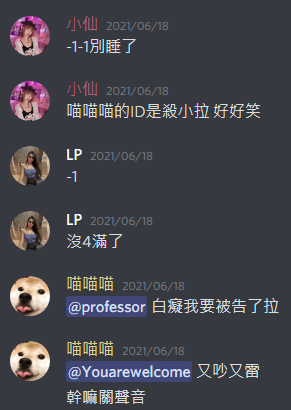 小仙 2021/06/18
-1-1別睡了
小仙 2021/06/18
喵喵喵的ID是殺小拉 好好笑
LP 2021/06/18
-1
LP 2021/06/18
沒4滿了
喵喵喵 2021/06/18
@professor 白癡我要被告了拉
喵喵喵 2021/06/18
@Youarewelcome 又吵又雷
幹嘛關聲音